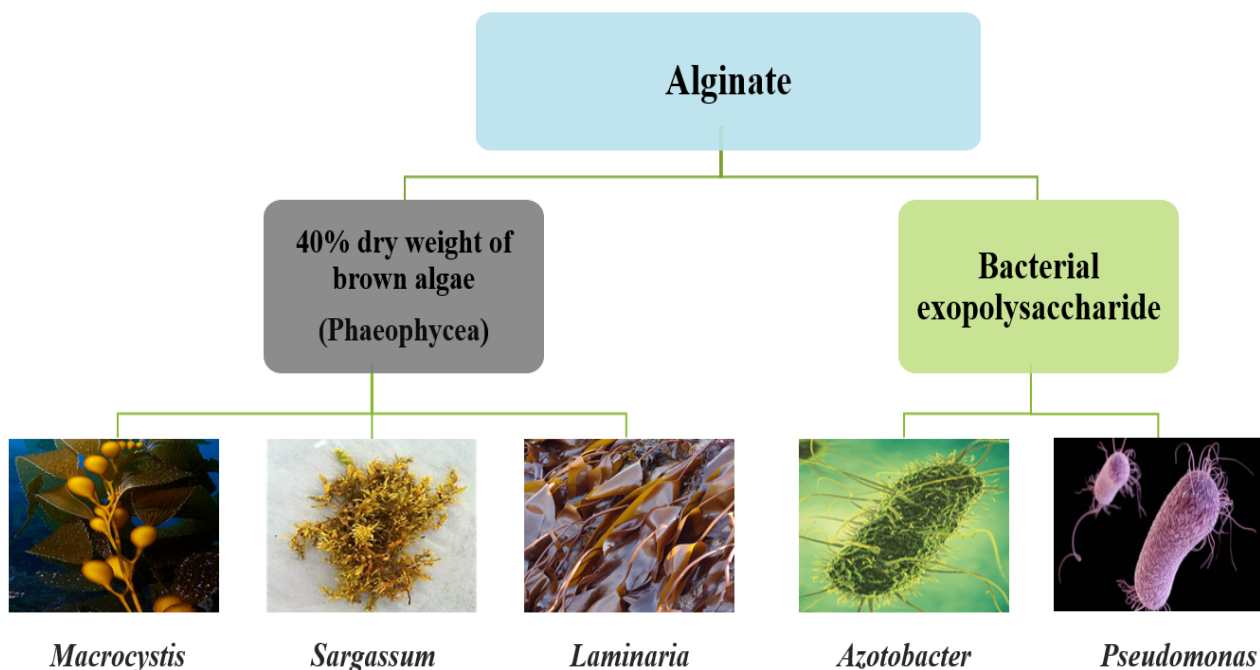 Alginate
40% dry weight of
brown algae
(Phaeophycea)
Bacterial
exopolysaccharide
Macrocystis
Sargassum
Laminaria
Azotobacter
Pseudomonas